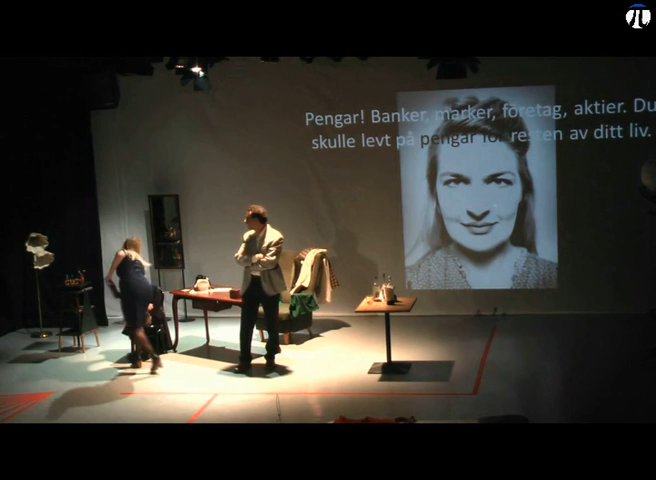 Pengar! Banker, marker, företag, aktier. Du
skulle levt på pengar för resten av ditt liv.